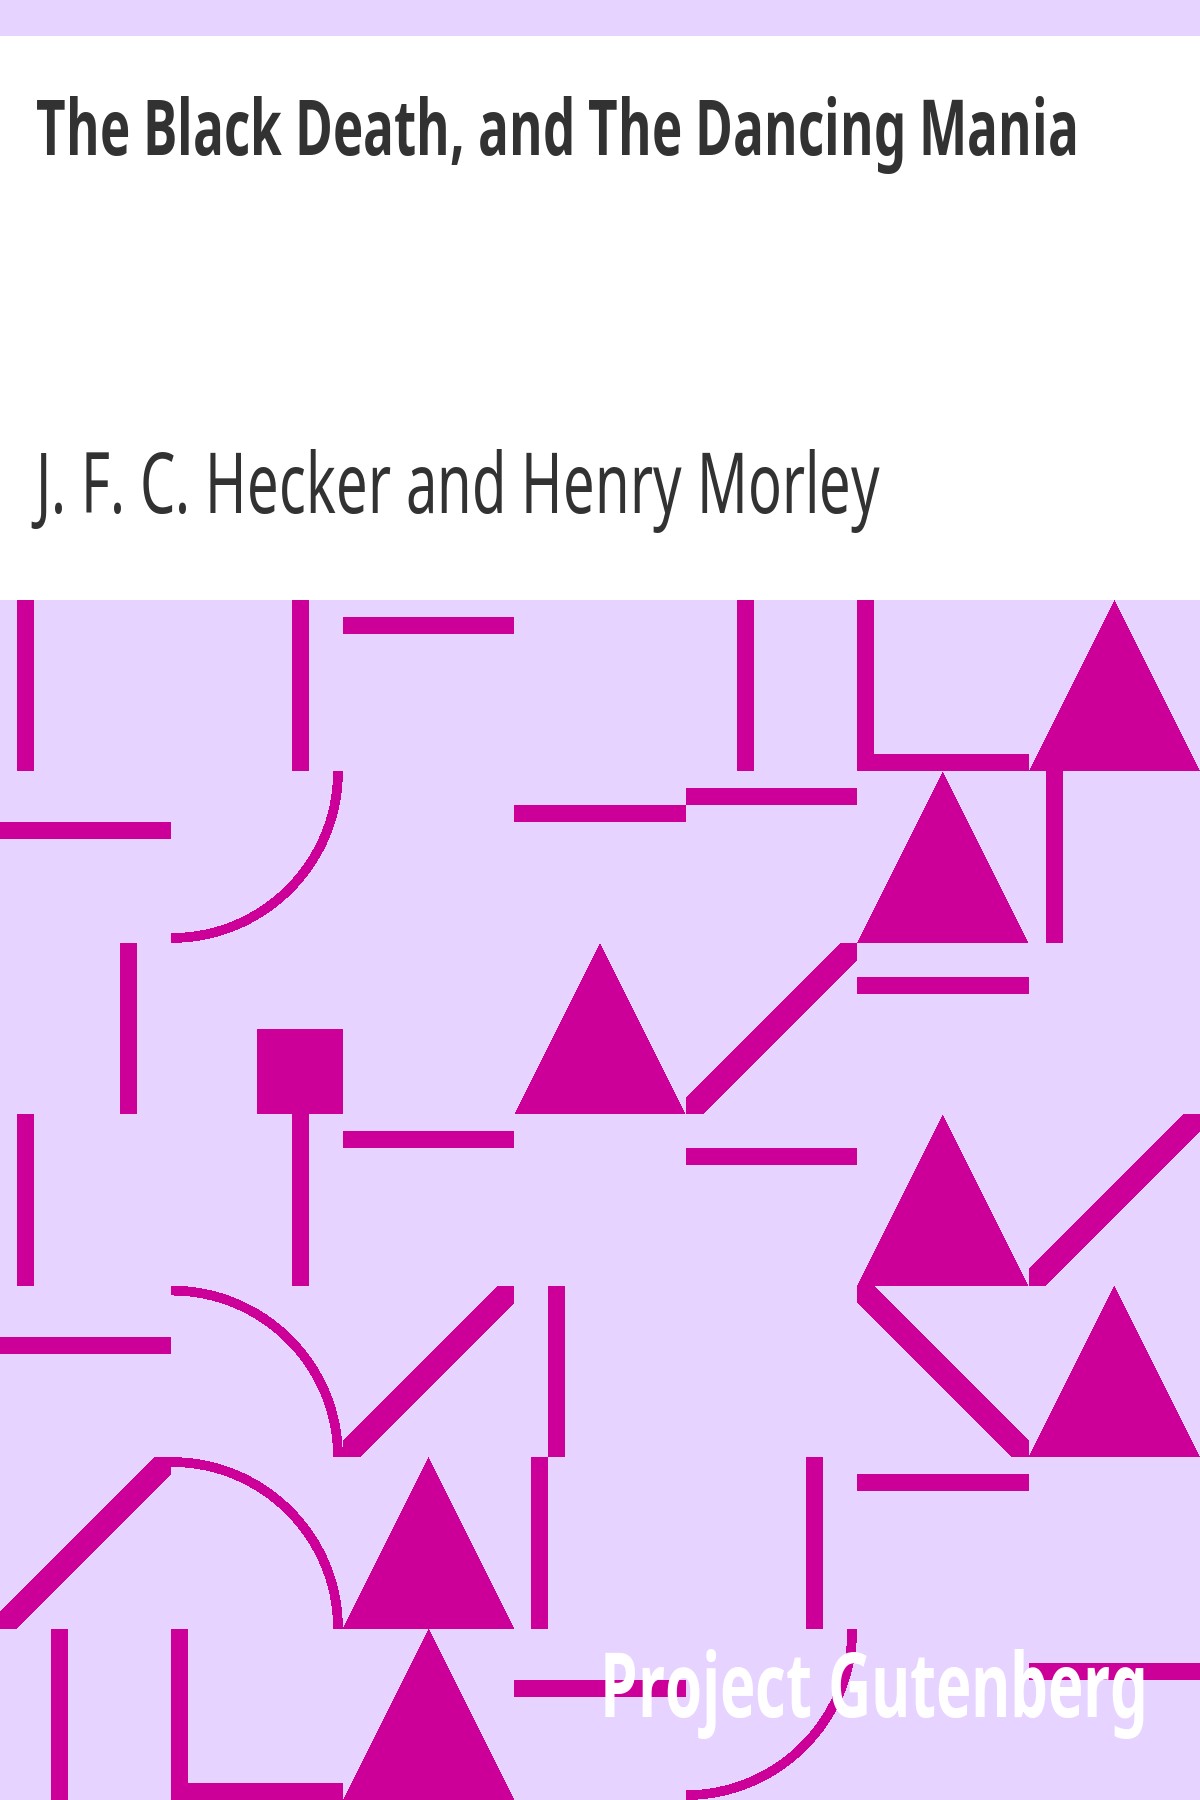 The Black Death, and The Dancing Mania
J. F. C. Hecker and Henry Morley
Project Gutenberg